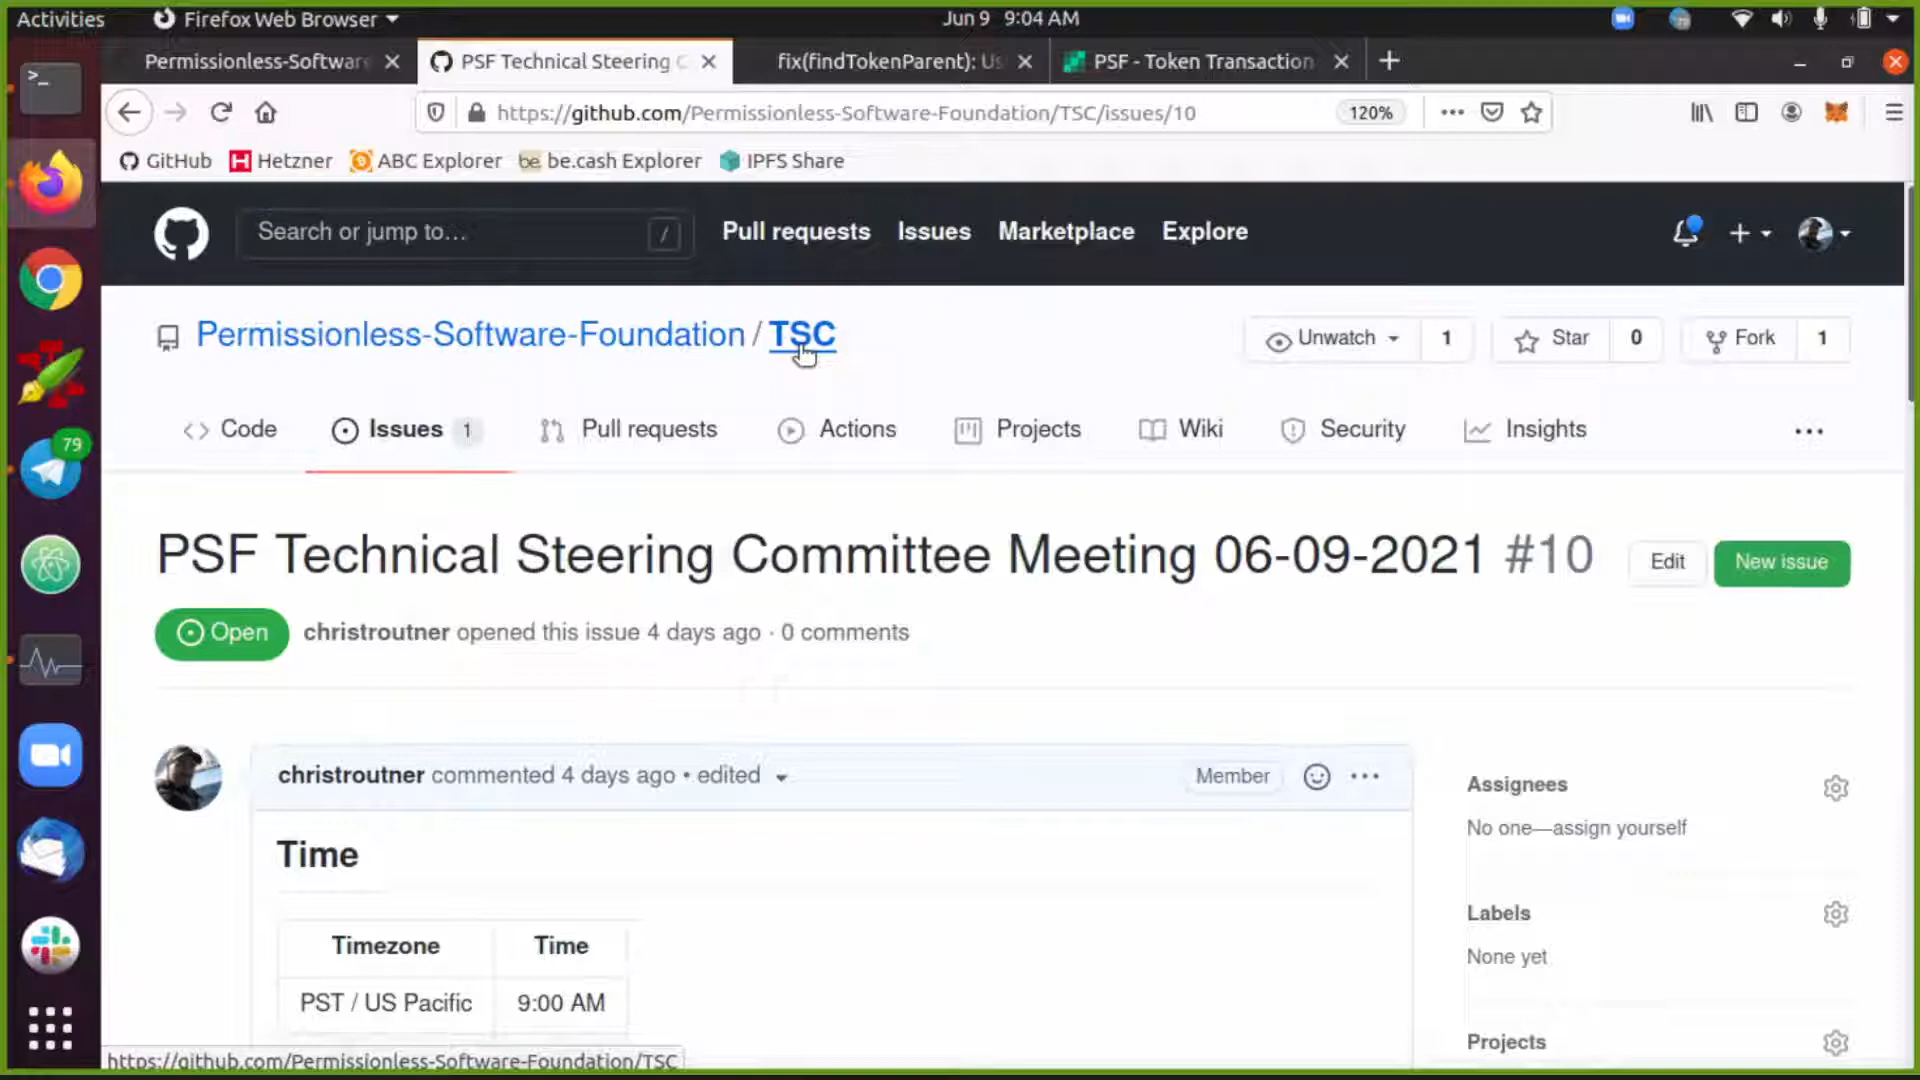 Activities
Firefox Web Browser
Jun 9 9:04 AM
Permissionless-Softwar
PSF Technical Steering C
fix(findTokenParent): Us
PSF - Token Transaction
https://github.com/Permissionless-Software-Foundation/TSC/issues/10
120%
GitHub
Hetzner
ABC Explorer
be. be.cash Explorer
IPFS Share
Search or jump to…
/
Pull requests
Issues
Marketplace
Explore
Permissionless-Software-Foundation / TSC
Unwatch 1
Star 0
Fork 1
79
Code
Issues 1
Pull requests
Actions
Projects
Wiki
Security
Insights
PSF Technical Steering Committee Meeting 06-09-2021 #10
Edit
New issue
Open
christroutner opened this issue 4 days ago · 0 comments
christroutner commented 4 days ago • edited
Member
Assignees
No one—assign yourself
Time
Labels
None yet
Timezone Time
PST / US Pacific 9:00 AM
Projects
https://github.com/Permissionless-Software-Foundation/TSC